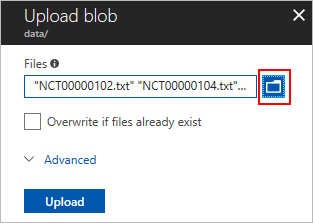 Upload blob
data/
Files
"NCT00000102.txt" "NCT00000104.txt"...
Overwrite if files already exist
Advanced
Upload